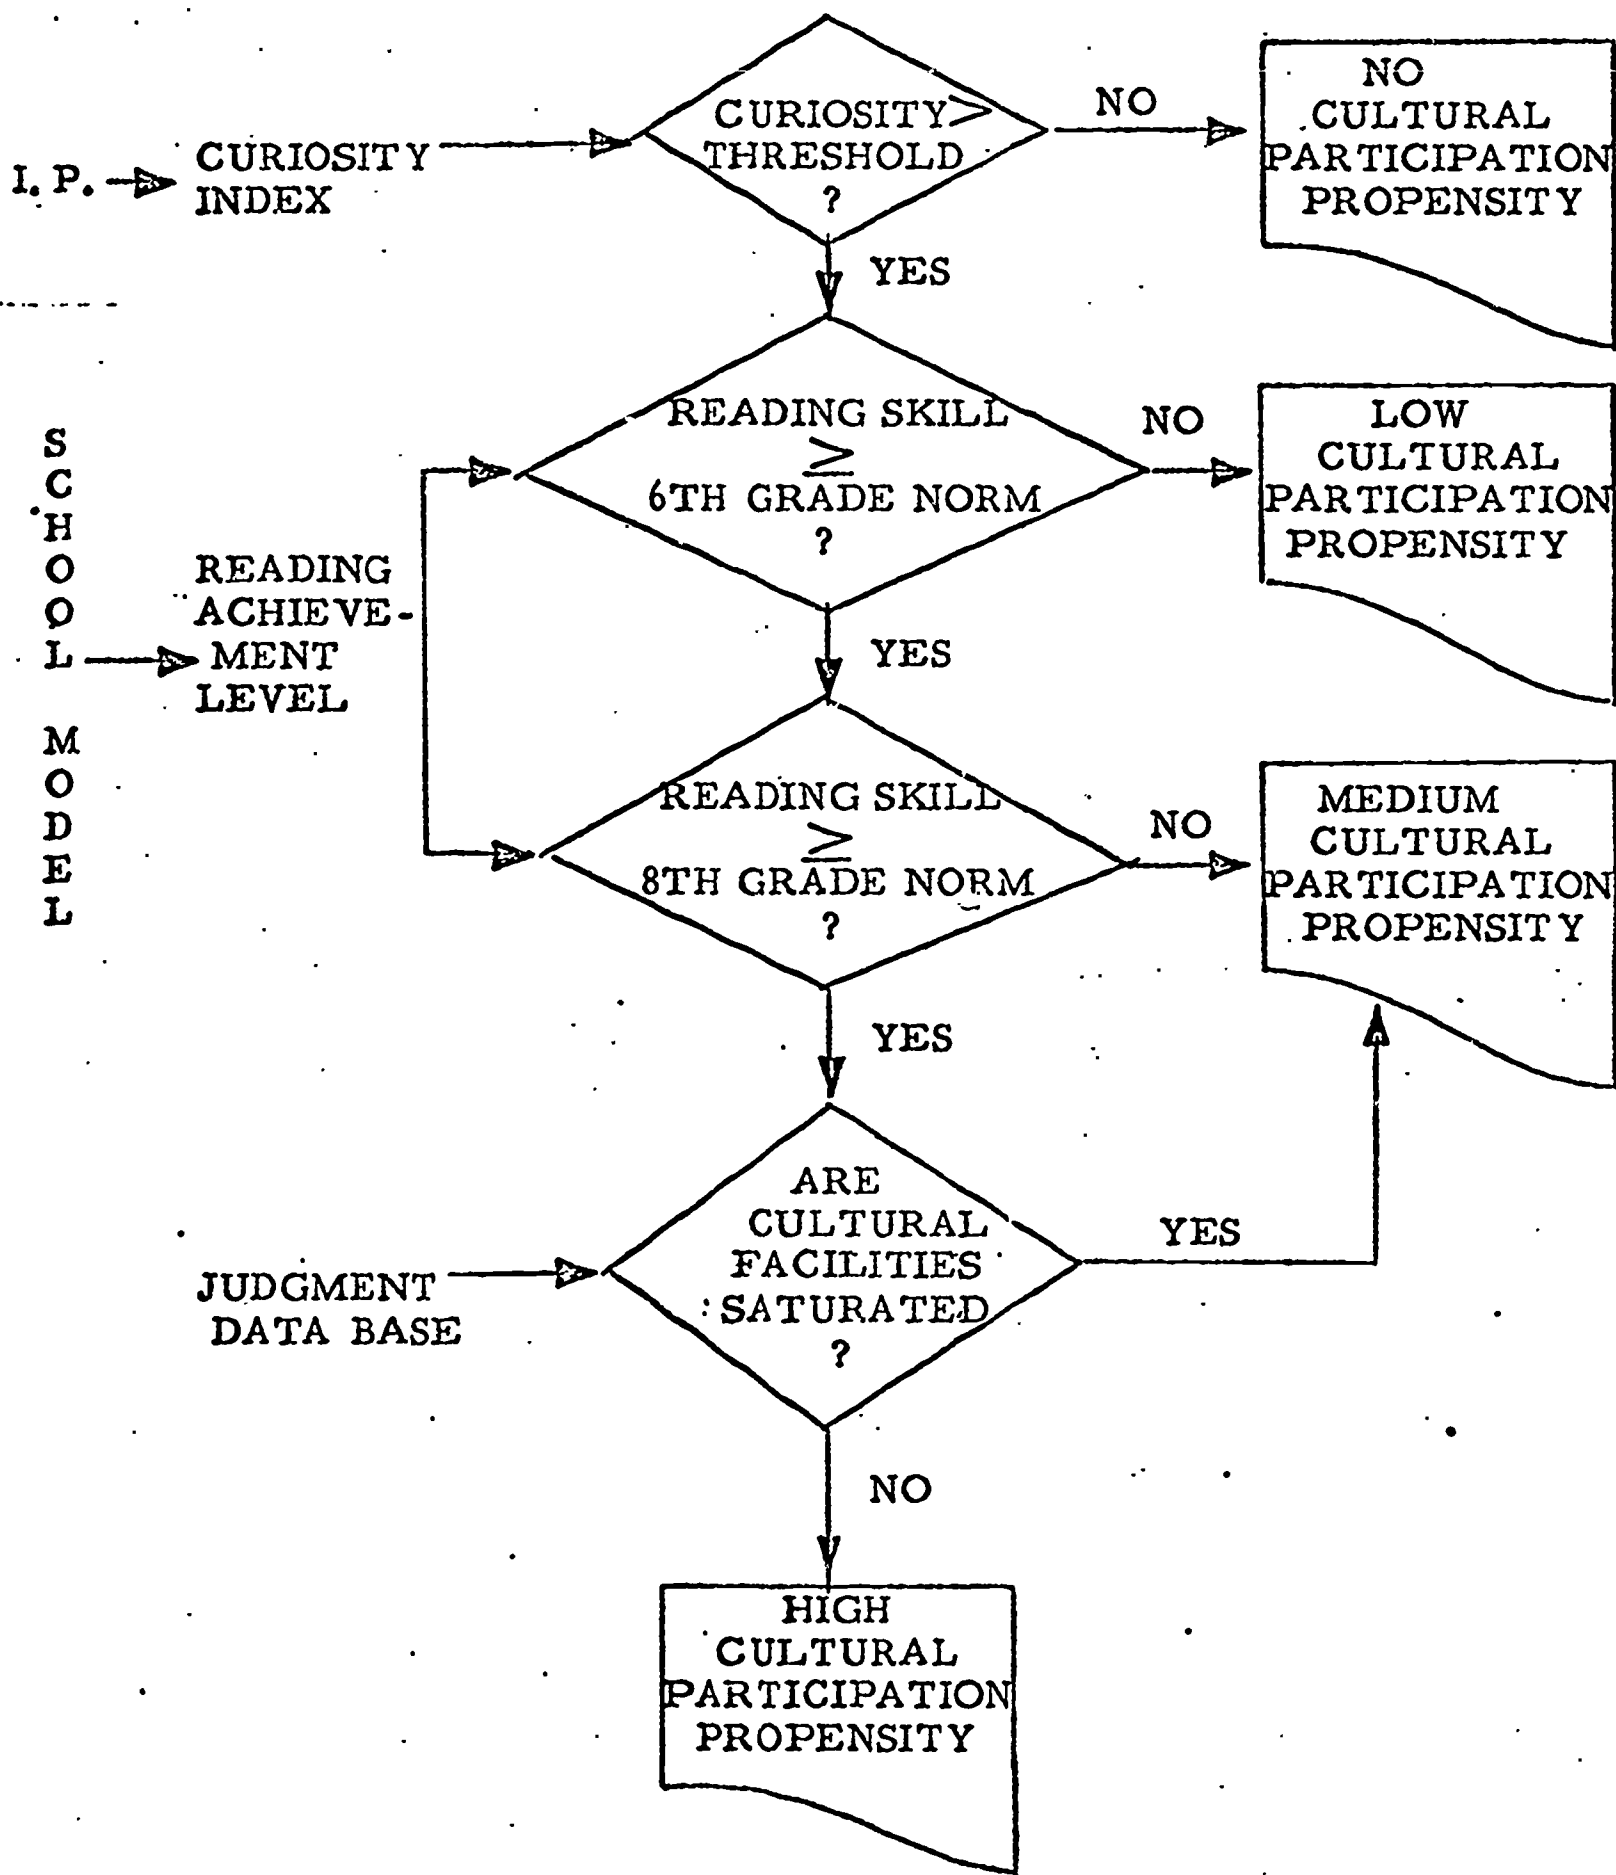 I. P.
CURIOSITY
INDEX
CURIOSITY ≥
THRESHOLD
?
NO
NO
CULTURAL
PARTICIPATION
PROPENSITY
YES
SCHOOL MODEL
READING
ACHIEVE-
MENT
LEVEL
READING SKILL
≥
6TH GRADE NORM
?
NO
LOW
CULTURAL
PARTICIPATION
PROPENSITY
YES
READING SKILL
≥
8TH GRADE NORM
?
NO
MEDIUM
CULTURAL
PARTICIPATION
PROPENSITY
YES
JUDGMENT
DATA BASE
ARE
CULTURAL
FACILITIES
SATURATED
?
YES
NO
HIGH
CULTURAL
PARTICIPATION
PROPENSITY